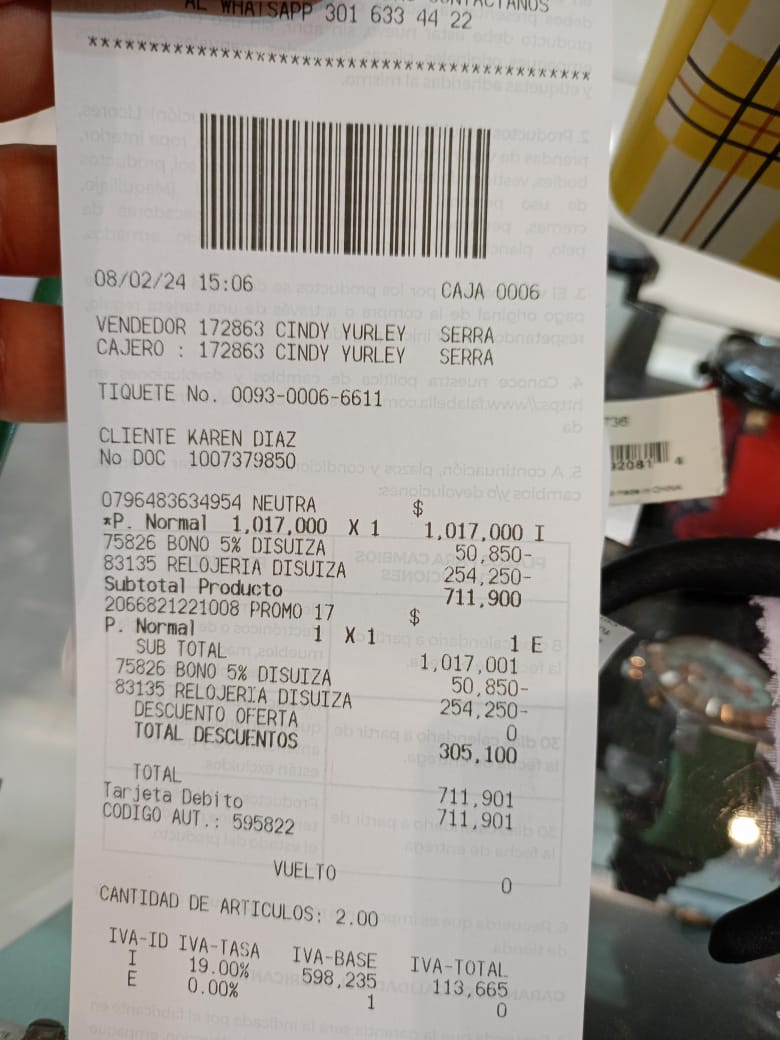 AL WHATSAPP 301 633 44 22
*******************************************
08/02/24 15:06 CAJA 0006
VENDEDOR 172863 CINDY YURLEY SERRA
CAJERO : 172863 CINDY YURLEY SERRA
TIQUETE No. 0093-0006-6611
CLIENTE KAREN DIAZ
No DOC 1007379850
0796483634954 NEUTRA $
*P. Normal 1,017,000 X 1 1,017,000 I
75826 BONO 5% DISUIZA 50,850-
83135 RELOJERIA DISUIZA 254,250-
Subtotal Producto 711,900
2066821221008 PROMO 17 $
P. Normal 1 X 1 1 E
SUB TOTAL 1,017,001
75826 BONO 5% DISUIZA 50,850-
83135 RELOJERIA DISUIZA 254,250-
DESCUENTO OFERTA 0
TOTAL DESCUENTOS 305,100
TOTAL 711,901
Tarjeta Debito 711,901
CODIGO AUT.: 595822
VUELTO 0
CANTIDAD DE ARTICULOS: 2.00
IVA-ID IVA-TASA IVA-BASE IVA-TOTAL
I 19.00% 598,235 113,665
E 0.00% 1 0